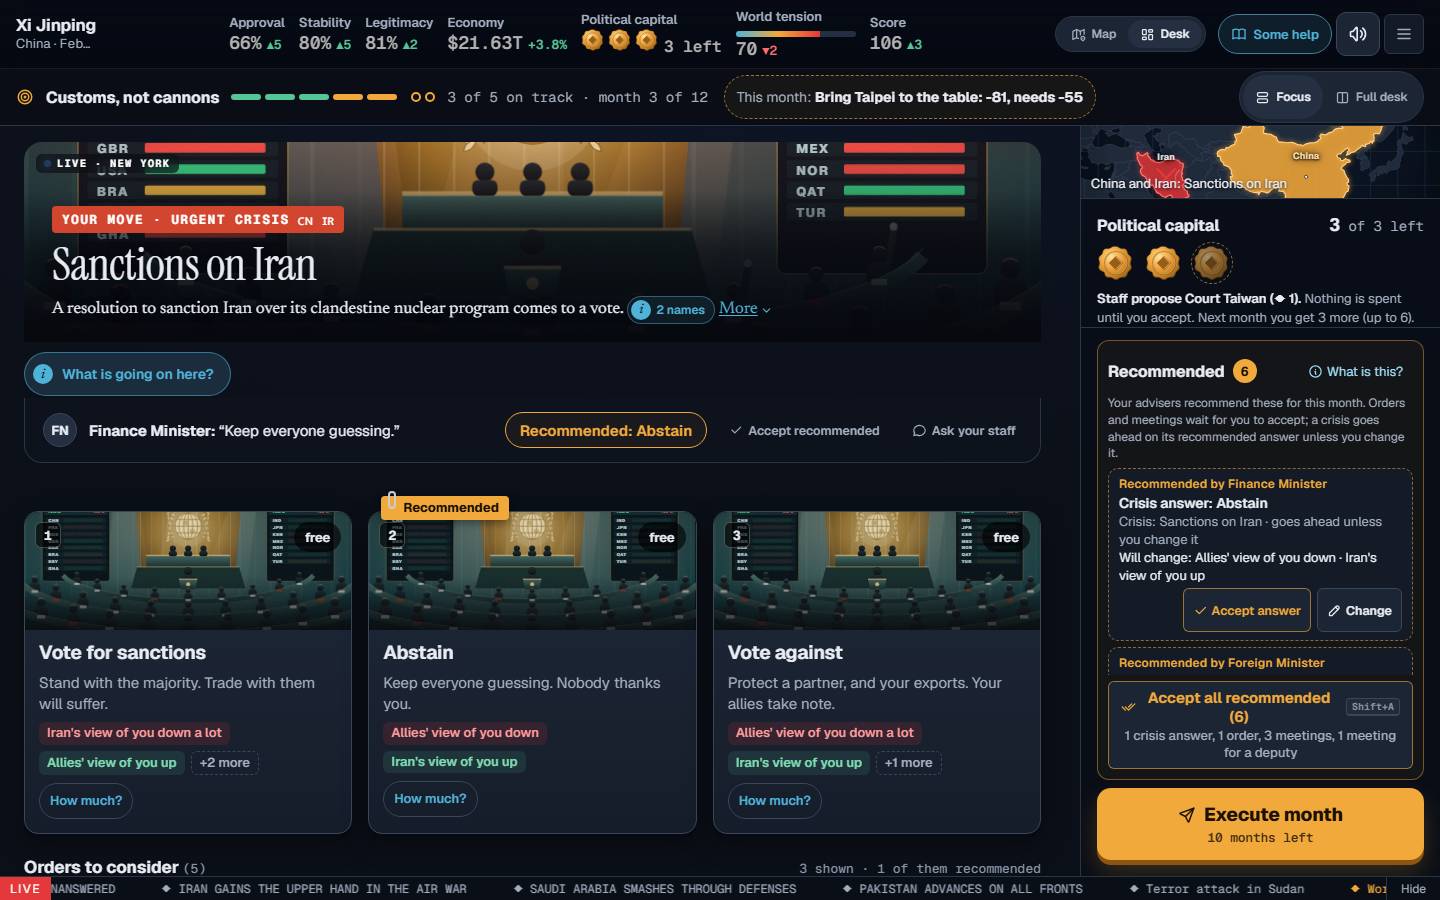 Xi Jinping
China · Feb...
Approval
66% ▲5
Stability
80% ▲5
Legitimacy
81% ▲2
Economy
$21.63T +3.8%
Political capital
3 left
World tension
70 ▼2
Score
106 ▲3
Map
Desk
Some help
Customs, not cannons
3 of 5 on track · month 3 of 12
This month: Bring Taipei to the table: -81, needs -55
Focus
Full desk
LIVE · NEW YORK
GBR
BRA
GHA
MEX
NOR
QAT
TUR
YOUR MOVE · URGENT CRISIS CN IR
Sanctions on Iran
A resolution to sanction Iran over its clandestine nuclear program comes to a vote. i 2 names More
i What is going on here?
FN Finance Minister: “Keep everyone guessing.”
Recommended: Abstain
Accept recommended
Ask your staff
1
free
Vote for sanctions
Stand with the majority. Trade with them
will suffer.
Iran's view of you down a lot
Allies' view of you up
+2 more
How much?
Recommended
2
free
Abstain
Keep everyone guessing. Nobody thanks
you.
Allies' view of you down
Iran's view of you up
How much?
3
free
Vote against
Protect a partner, and your exports. Your
allies take note.
Allies' view of you down a lot
Iran's view of you up
+1 more
How much?
Orders to consider (5)
3 shown · 1 of them recommended
Iran
China
China and Iran: Sanctions on Iran
Political capital
3 of 3 left
Staff propose Court Taiwan (◆ 1). Nothing is spent
until you accept. Next month you get 3 more (up to 6).
Recommended 6
What is this?
Your advisers recommend these for this month. Orders
and meetings wait for you to accept; a crisis goes
ahead on its recommended answer unless you change
it.
Recommended by Finance Minister
Crisis answer: Abstain
Crisis: Sanctions on Iran · goes ahead unless
you change it
Will change: Allies' view of you down · Iran's
view of you up
Accept answer
Change
Recommended by Foreign Minister
Accept all recommended
(6)
Shift+A
1 crisis answer, 1 order, 3 meetings, 1 meeting
for a deputy
Execute month
10 months left
LIVE
NANSWERED ◆ IRAN GAINS THE UPPER HAND IN THE AIR WAR ◆ SAUDI ARABIA SMASHES THROUGH DEFENSES ◆ PAKISTAN ADVANCES ON ALL FRONTS ◆ Terror attack in Sudan ◆ Wor
Hide